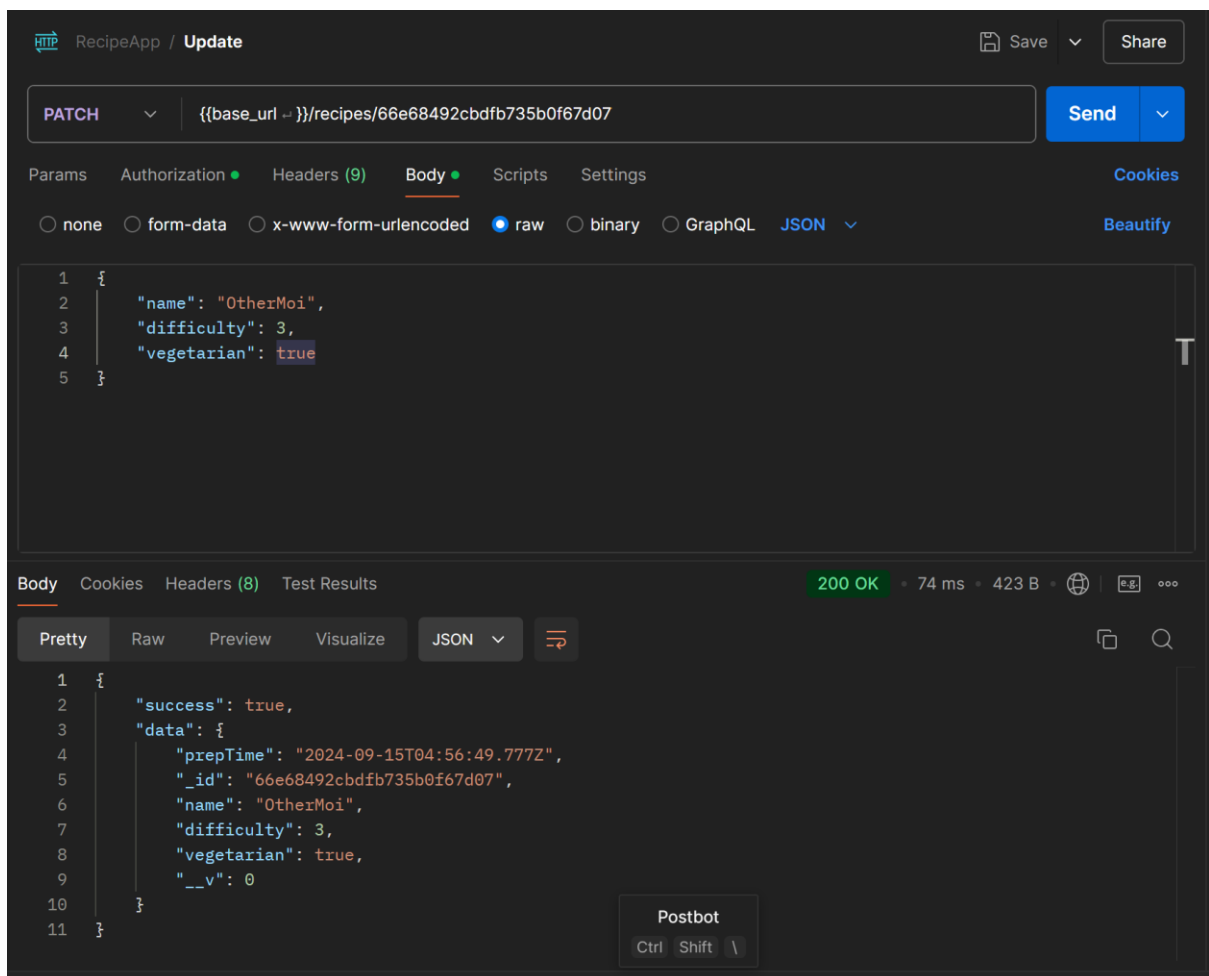 HTTP RecipeApp / Update Save Share
PATCH {{base_url ↵ }}/recipes/66e68492cbdfb735b0f67d07 Send
Params Authorization Headers (9) Body Scripts Settings Cookies
none form-data x-www-form-urlencoded raw binary GraphQL JSON Beautify
1 {
2 "name": "OtherMoi",
3 "difficulty": 3,
4 "vegetarian": true
5 }
T
Body Cookies Headers (8) Test Results 200 OK • 74 ms • 423 B • e.g.
Pretty Raw Preview Visualize JSON
1 {
2 "success": true,
3 "data": {
4 "prepTime": "2024-09-15T04:56:49.777Z",
5 "_id": "66e68492cbdfb735b0f67d07",
6 "name": "OtherMoi",
7 "difficulty": 3,
8 "vegetarian": true,
9 "__v": 0
10 }
11 }
Postbot
Ctrl Shift \